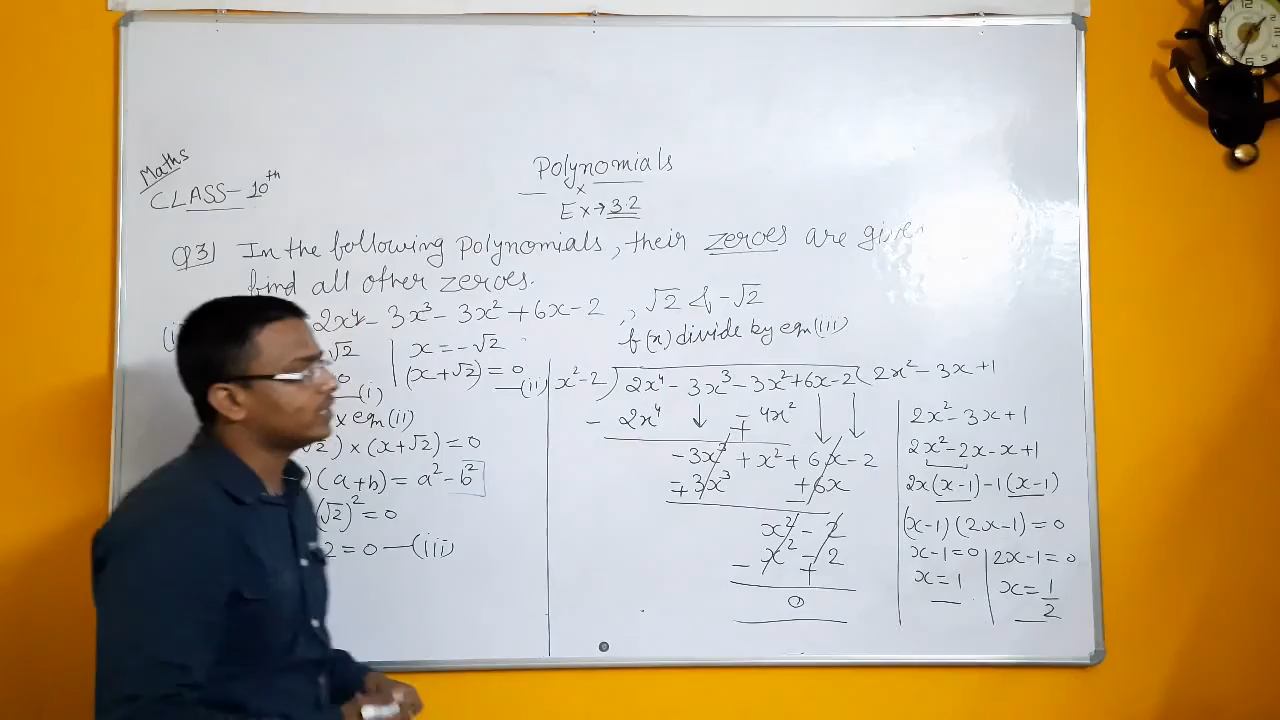 Maths
CLASS-10th
Polynomials
Ex→3.2
Q3) In the following Polynomials, their zeroes are given
find all other zeroes.
(i) 2x⁴ - 3x³ - 3x² + 6x - 2 , √2 & -√2
√2 | x = -√2
0 | (x+√2) = 0
—(i) —(ii)
x eqn(ii)
√2) × (x+√2) = 0
)(a+b) = a² - b²
(√2)² = 0
2 = 0 —(iii)
f(x) divide by eqn(iii)
x²-2) 2x⁴ - 3x³ - 3x² + 6x - 2 (2x² - 3x + 1
- 2x⁴ ↓ -+ 4x² ↓ ↓
-3x³ + x² + 6x - 2
-+ 3x³ +- 6x
x² - 2
- x² -+ 2
0
2x² - 3x + 1
2x² - 2x - x + 1
2x(x-1) -1(x-1)
(x-1)(2x-1) = 0
x-1=0 | 2x-1=0
x=1 | x=1/2